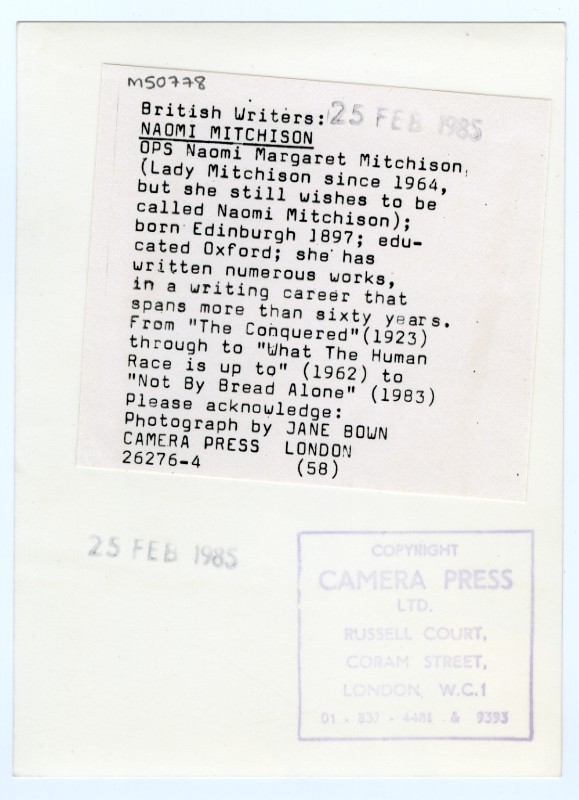 M50778
British Writers: 25 FEB 1985
NAOMI MITCHISON
OPS Naomi Margaret Mitchison,
(Lady Mitchison since 1964,
but she still wishes to be
called Naomi Mitchison);
born Edinburgh 1897; edu-
cated Oxford; she has
written numerous works,
in a writing career that
spans more than sixty years.
From "The Conquered"(1923)
through to "What The Human
Race is up to" (1962) to
"Not By Bread Alone" (1983)
Please acknowledge:
Photograph by JANE BOWN
CAMERA PRESS LONDON
26276-4 (58)
25 FEB 1985
COPYRIGHT
CAMERA PRESS
LTD.
RUSSELL COURT,
CORAM STREET,
LONDON, W.C.1
01 - 837 - & 9393